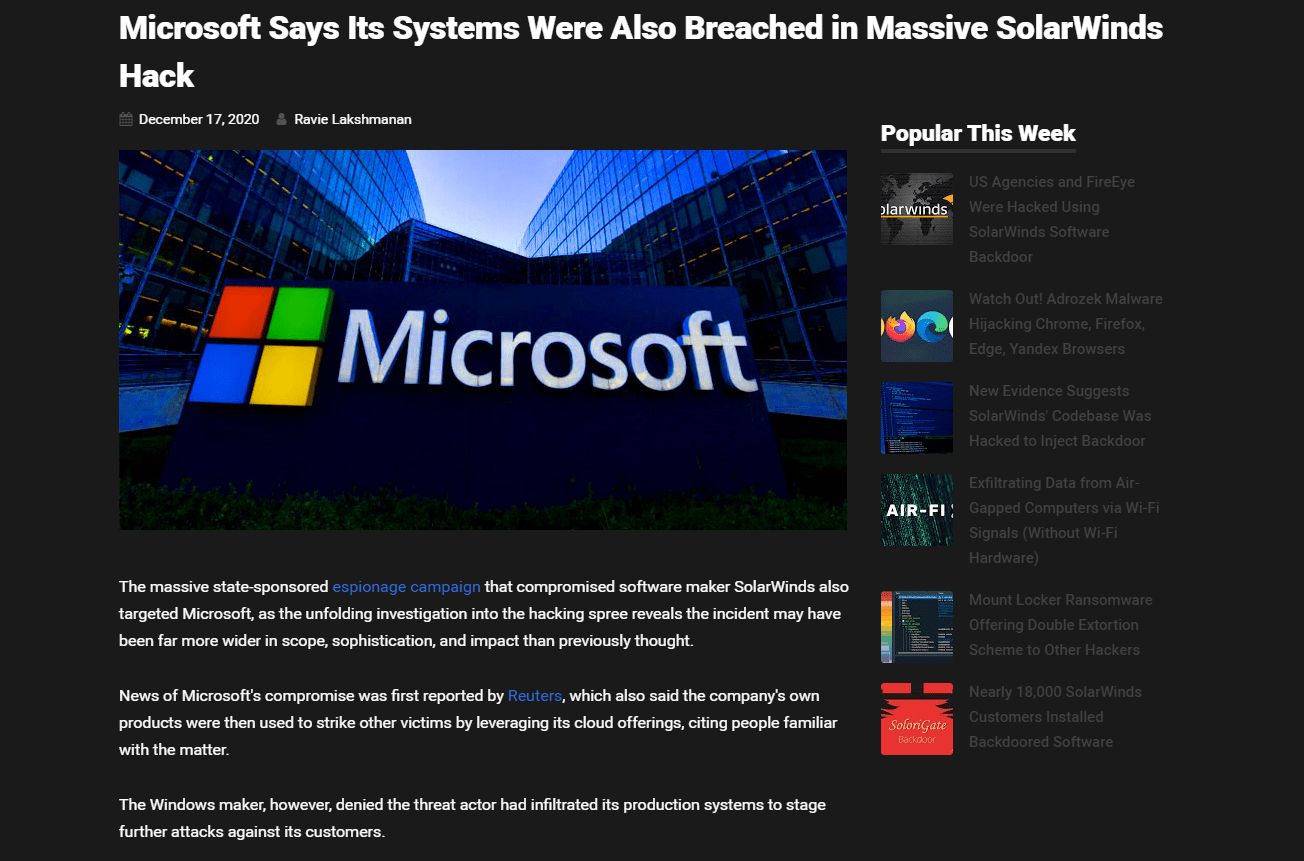 Microsoft Says Its Systems Were Also Breached in Massive SolarWinds
Hack
December 17, 2020
Ravie Lakshmanan
Microsoft
The massive state-sponsored espionage campaign that compromised software maker SolarWinds also
targeted Microsoft, as the unfolding investigation into the hacking spree reveals the incident may have
been far more wider in scope, sophistication, and impact than previously thought.
News of Microsoft's compromise was first reported by Reuters, which also said the company's own
products were then used to strike other victims by leveraging its cloud offerings, citing people familiar
with the matter.
The Windows maker, however, denied the threat actor had infiltrated its production systems to stage
further attacks against its customers.
Popular This Week
olarwinds
US Agencies and FireEye
Were Hacked Using
SolarWinds Software
Backdoor
Watch Out! Adrozek Malware
Hijacking Chrome, Firefox,
Edge, Yandex Browsers
New Evidence Suggests
SolarWinds' Codebase Was
Hacked to Inject Backdoor
AIR-FI
Exfiltrating Data from Air-
Gapped Computers via Wi-Fi
Signals (Without Wi-Fi
Hardware)
Mount Locker Ransomware
Offering Double Extortion
Scheme to Other Hackers
SoloriGate
Backdoor
Nearly 18,000 SolarWinds
Customers Installed
Backdoored Software